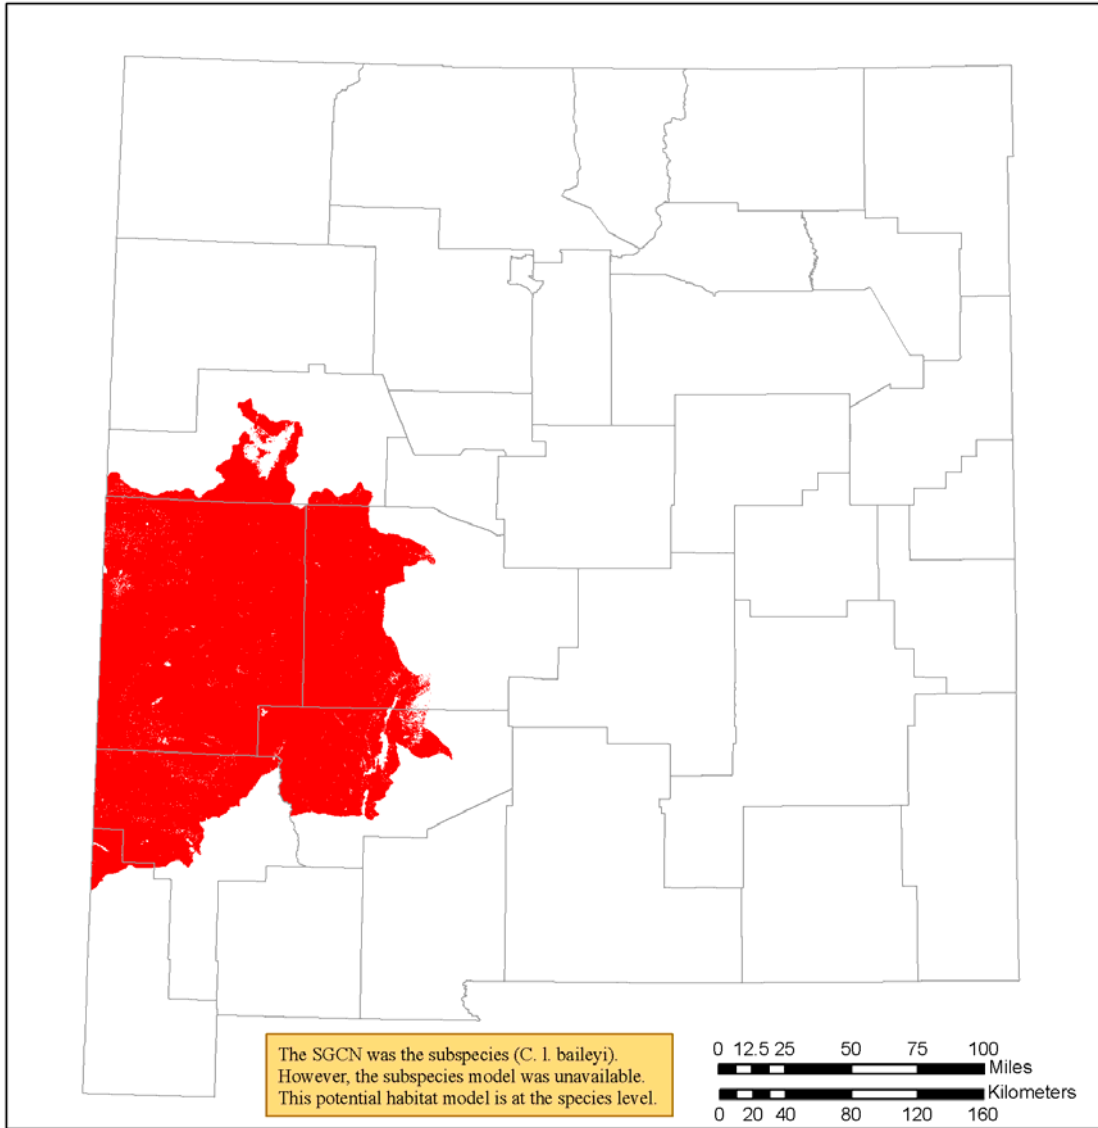 The SGCN was the subspecies (C. l. baileyi).
However, the subspecies model was unavailable.
This potential habitat model is at the species level.
0 12.5 25 50 75 100
Miles
Kilometers
0 20 40 80 120 160